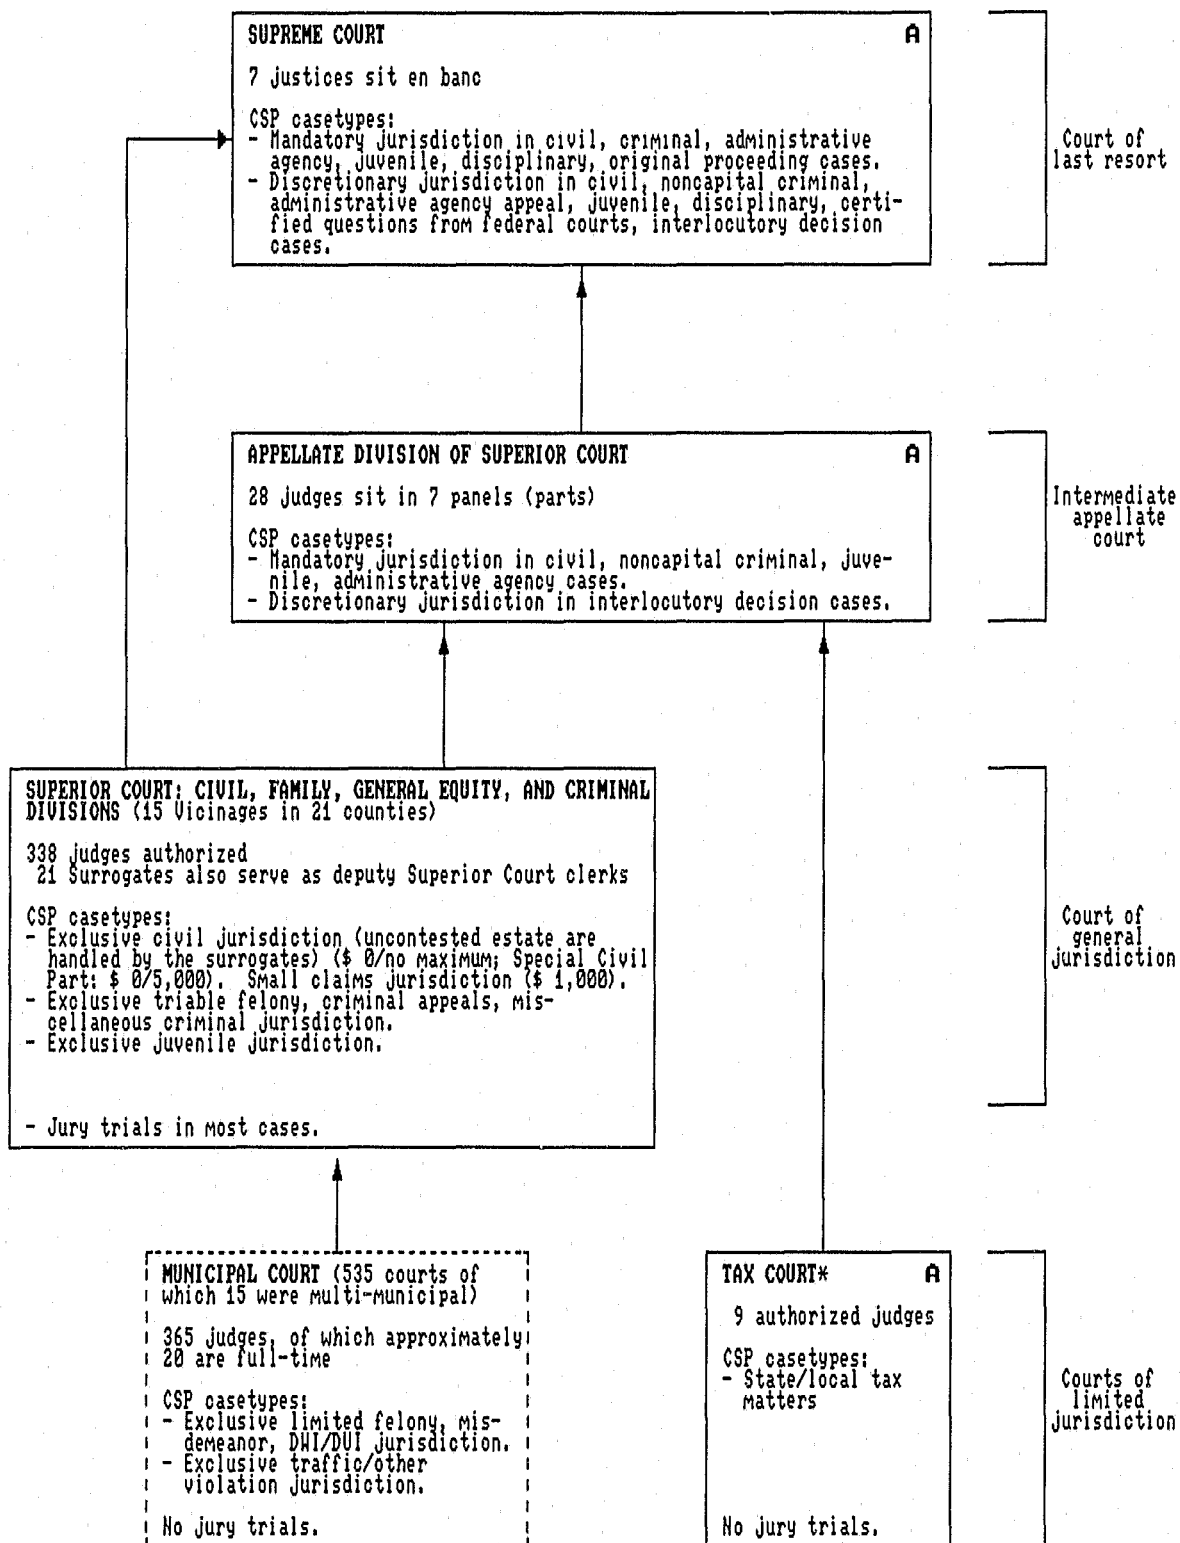 SUPREME COURT A
7 justices sit en banc
CSP casetypes:
- Mandatory jurisdiction in civil, criminal, administrative
agency, juvenile, disciplinary, original proceeding cases.
- Discretionary jurisdiction in civil, noncapital criminal,
administrative agency appeal, juvenile, disciplinary, certi-
fied questions from federal courts, interlocutory decision
cases.
Court of
last resort
APPELLATE DIVISION OF SUPERIOR COURT A
28 judges sit in 7 panels (parts)
CSP casetypes:
- Mandatory jurisdiction in civil, noncapital criminal, juve-
nile, administrative agency cases.
- Discretionary jurisdiction in interlocutory decision cases.
Intermediate
appellate
court
SUPERIOR COURT: CIVIL, FAMILY, GENERAL EQUITY, AND CRIMINAL
DIVISIONS (15 Vicinages in 21 counties)
338 judges authorized
21 Surrogates also serve as deputy Superior Court clerks
CSP casetypes:
- Exclusive civil jurisdiction (uncontested estate are
handled by the surrogates) ($ 0/no maximum; Special Civil
Part: $ 0/5,000). Small claims jurisdiction ($ 1,000).
- Exclusive triable felony, criminal appeals, mis-
cellaneous criminal jurisdiction.
- Exclusive juvenile jurisdiction.
- Jury trials in most cases.
Court of
general
jurisdiction
MUNICIPAL COURT (535 courts of
which 15 were multi-municipal)
365 judges, of which approximately
20 are full-time
CSP casetypes:
- Exclusive limited felony, mis-
demeanor, DWI/DUI jurisdiction.
- Exclusive traffic/other
violation jurisdiction.
No jury trials.
TAX COURT* A
9 authorized judges
CSP casetypes:
- State/local tax
matters
No jury trials.
Courts of
limited
jurisdiction